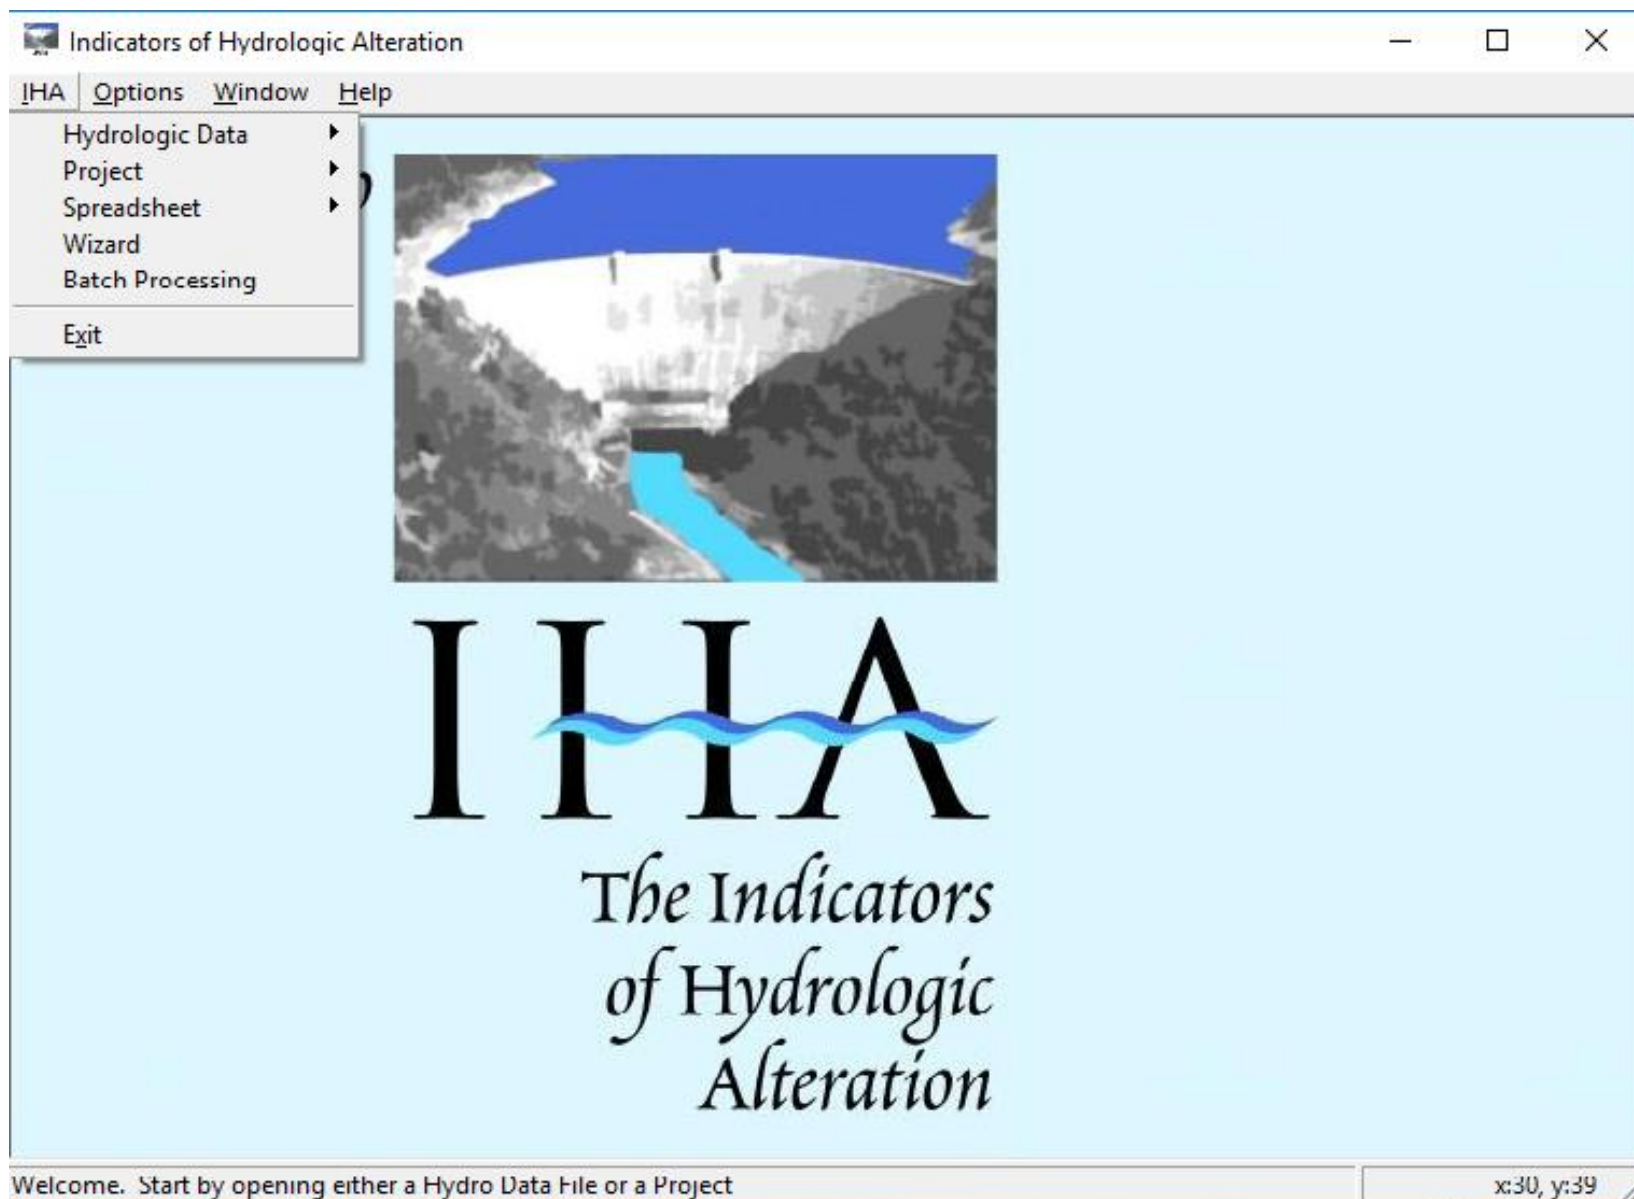 Indicators of Hydrologic Alteration
IHA Options Window Help
Hydrologic Data
Project
Spreadsheet
Wizard
Batch Processing
Exit
IHA
The Indicators
of Hydrologic
Alteration
Welcome. Start by opening either a Hydro Data File or a Project
x:30, y:39